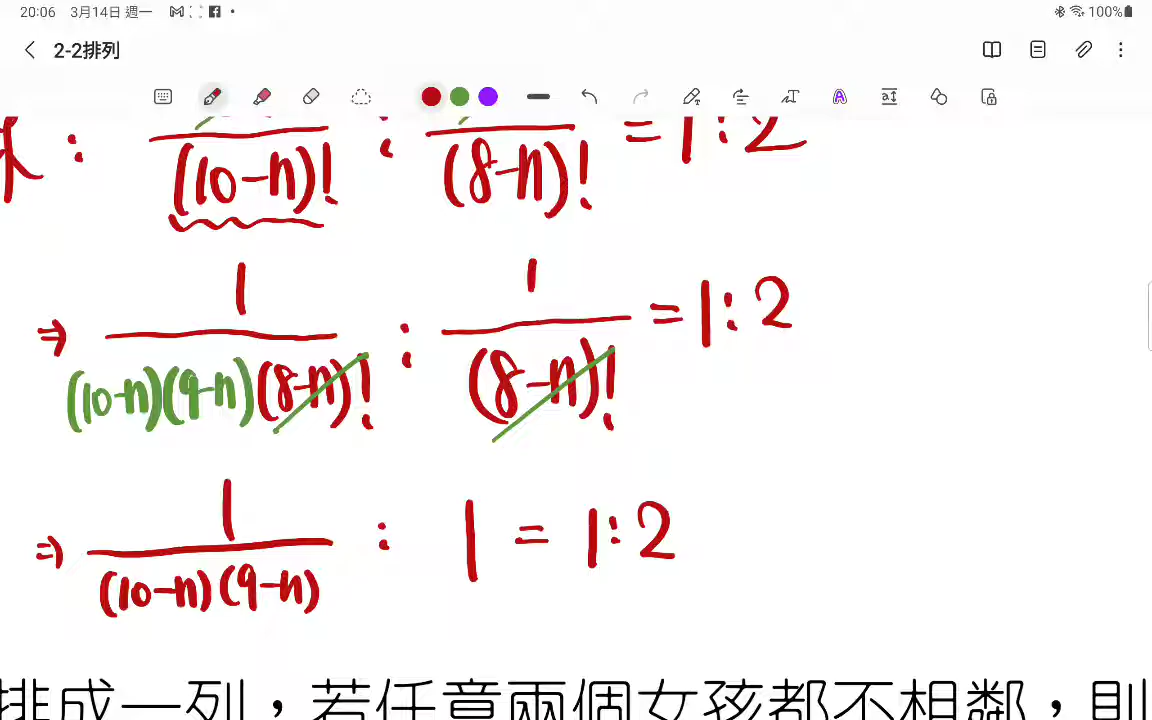 20:06 3月14日 週一 100%
2-2排列
: (10-n)! : (8-n)! = 1:2
⇒ 1/((10-n)(9-n)(8-n)!) : 1/(8-n)! = 1:2
⇒ 1/((10-n)(9-n)) : 1 = 1:2
排成一列，若任意兩個女孩都不相鄰，則